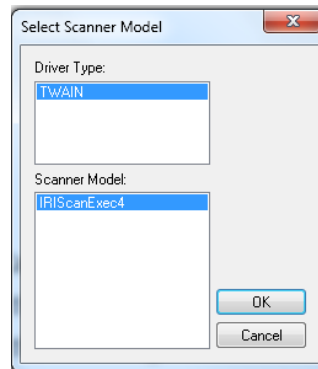 Select Scanner Model
Driver Type:
TWAIN
Scanner Model:
IRIScanExec4
OK
Cancel